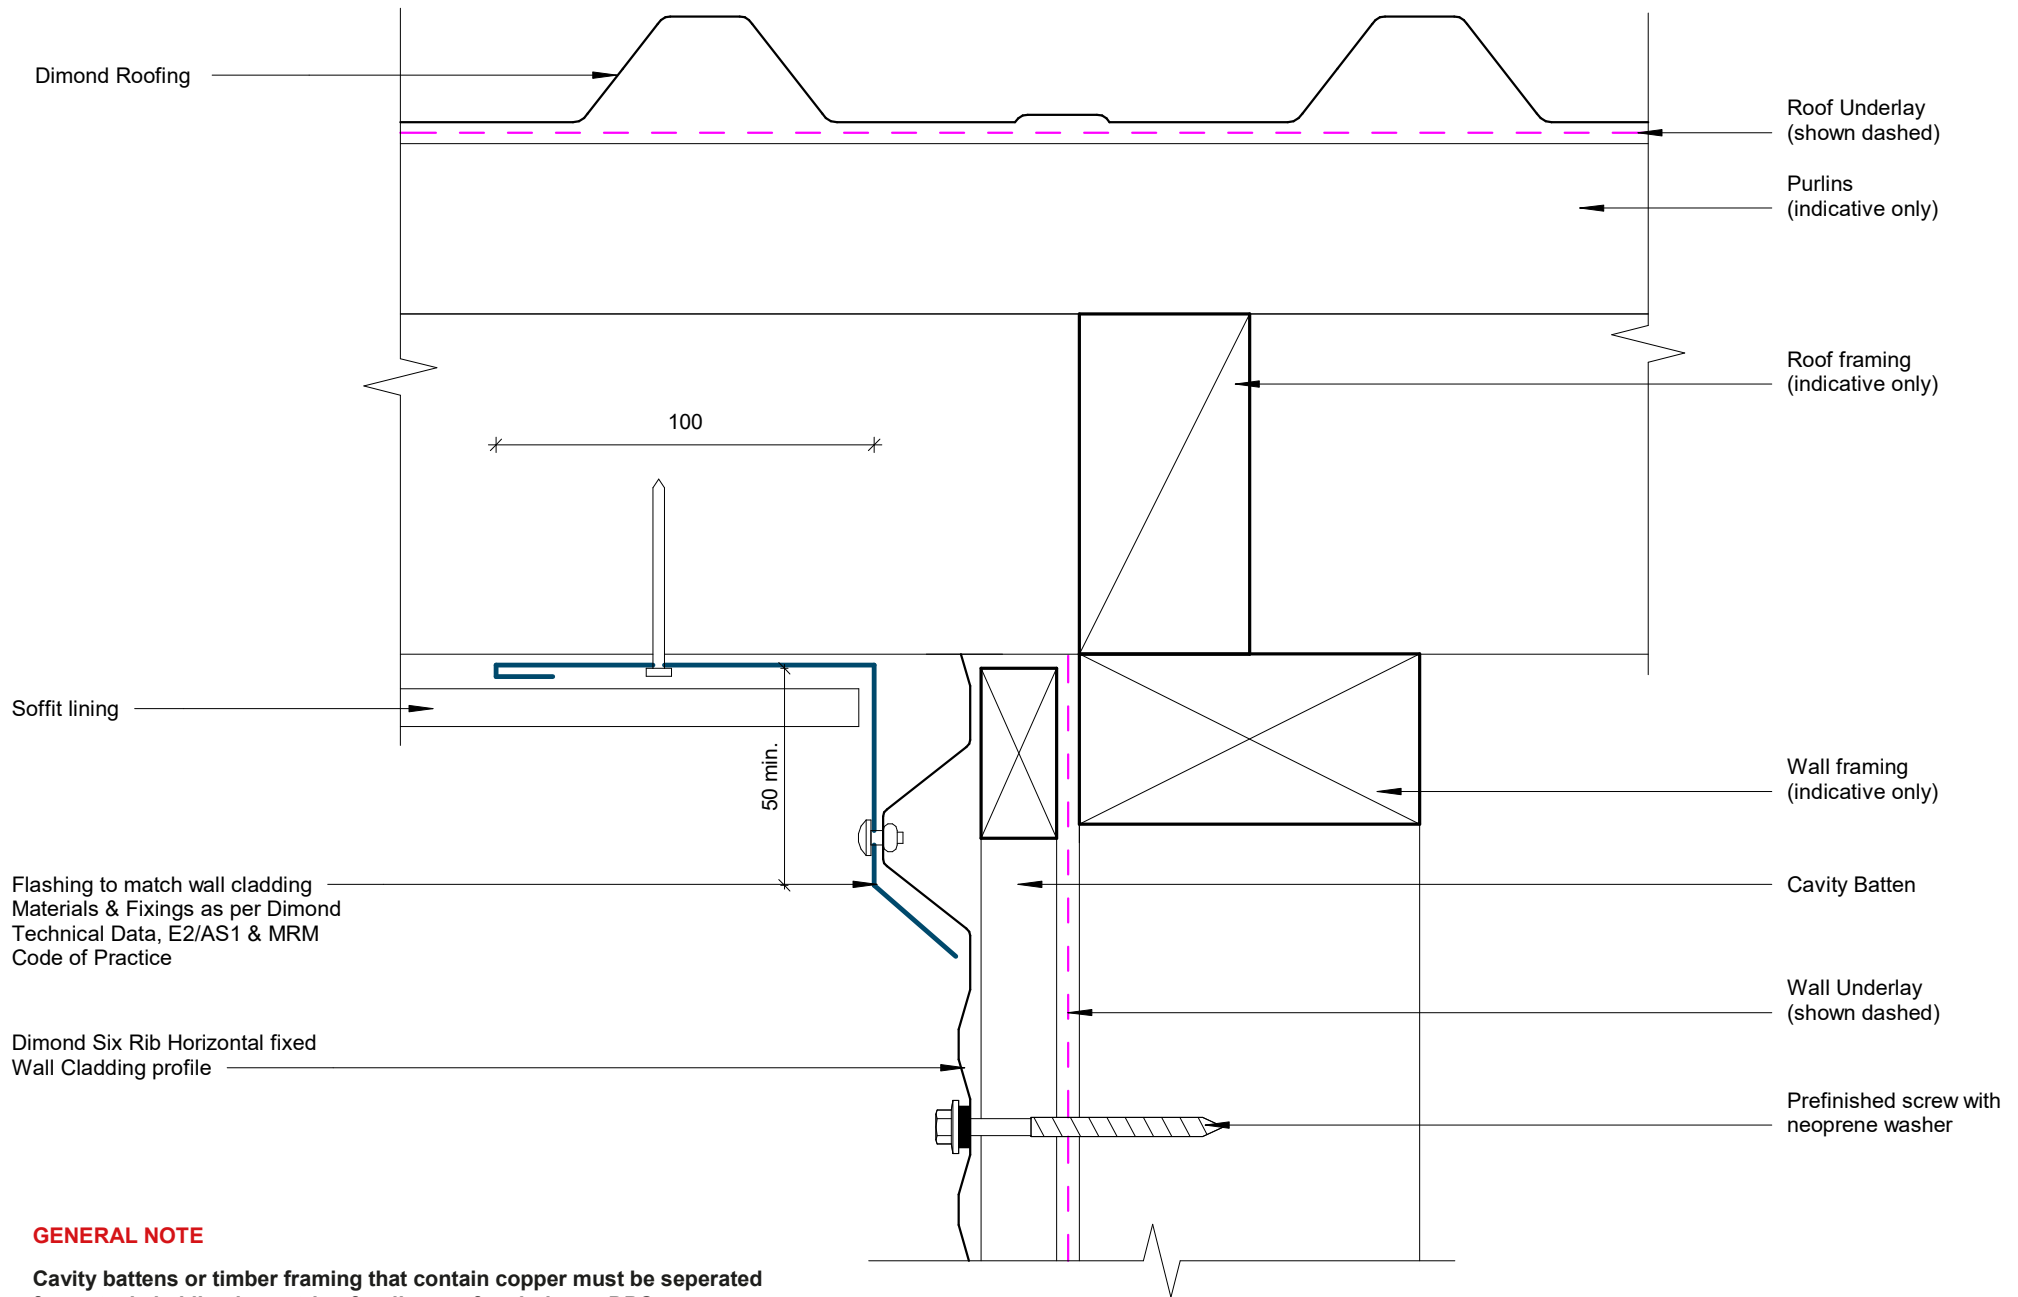 Dimond Roofing
Roof Underlay
(shown dashed)
Purlins
(indicative only)
Roof framing
(indicative only)
100
Soffit lining
50 min.
Wall framing
(indicative only)
Flashing to match wall cladding
Materials & Fixings as per Dimond
Technical Data, E2/AS1 & MRM
Code of Practice
Cavity Batten
Wall Underlay
(shown dashed)
Dimond Six Rib Horizontal fixed
Wall Cladding profile
Prefinished screw with
neoprene washer
GENERAL NOTE
Cavity battens or timber framing that contain copper must be seperated